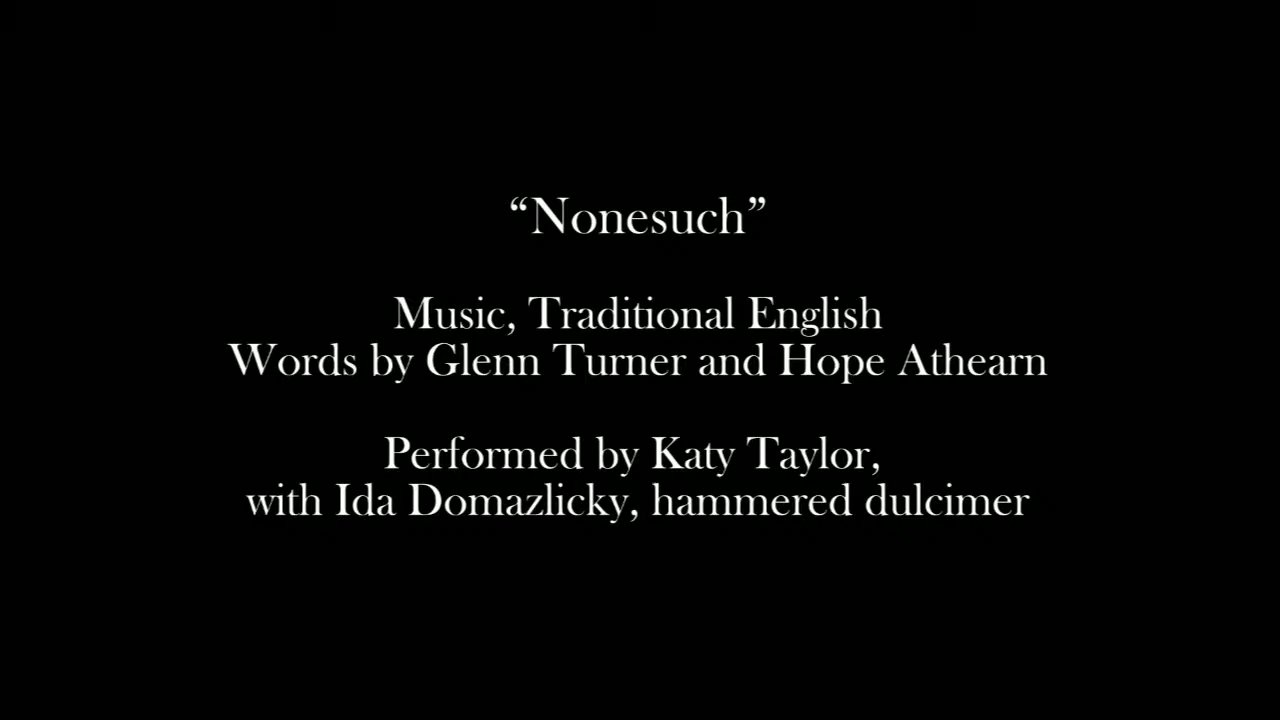 “Nonesuch”
Music, Traditional English
Words by Glenn Turner and Hope Athearn
Performed by Katy Taylor,
with Ida Domazlicky, hammered dulcimer